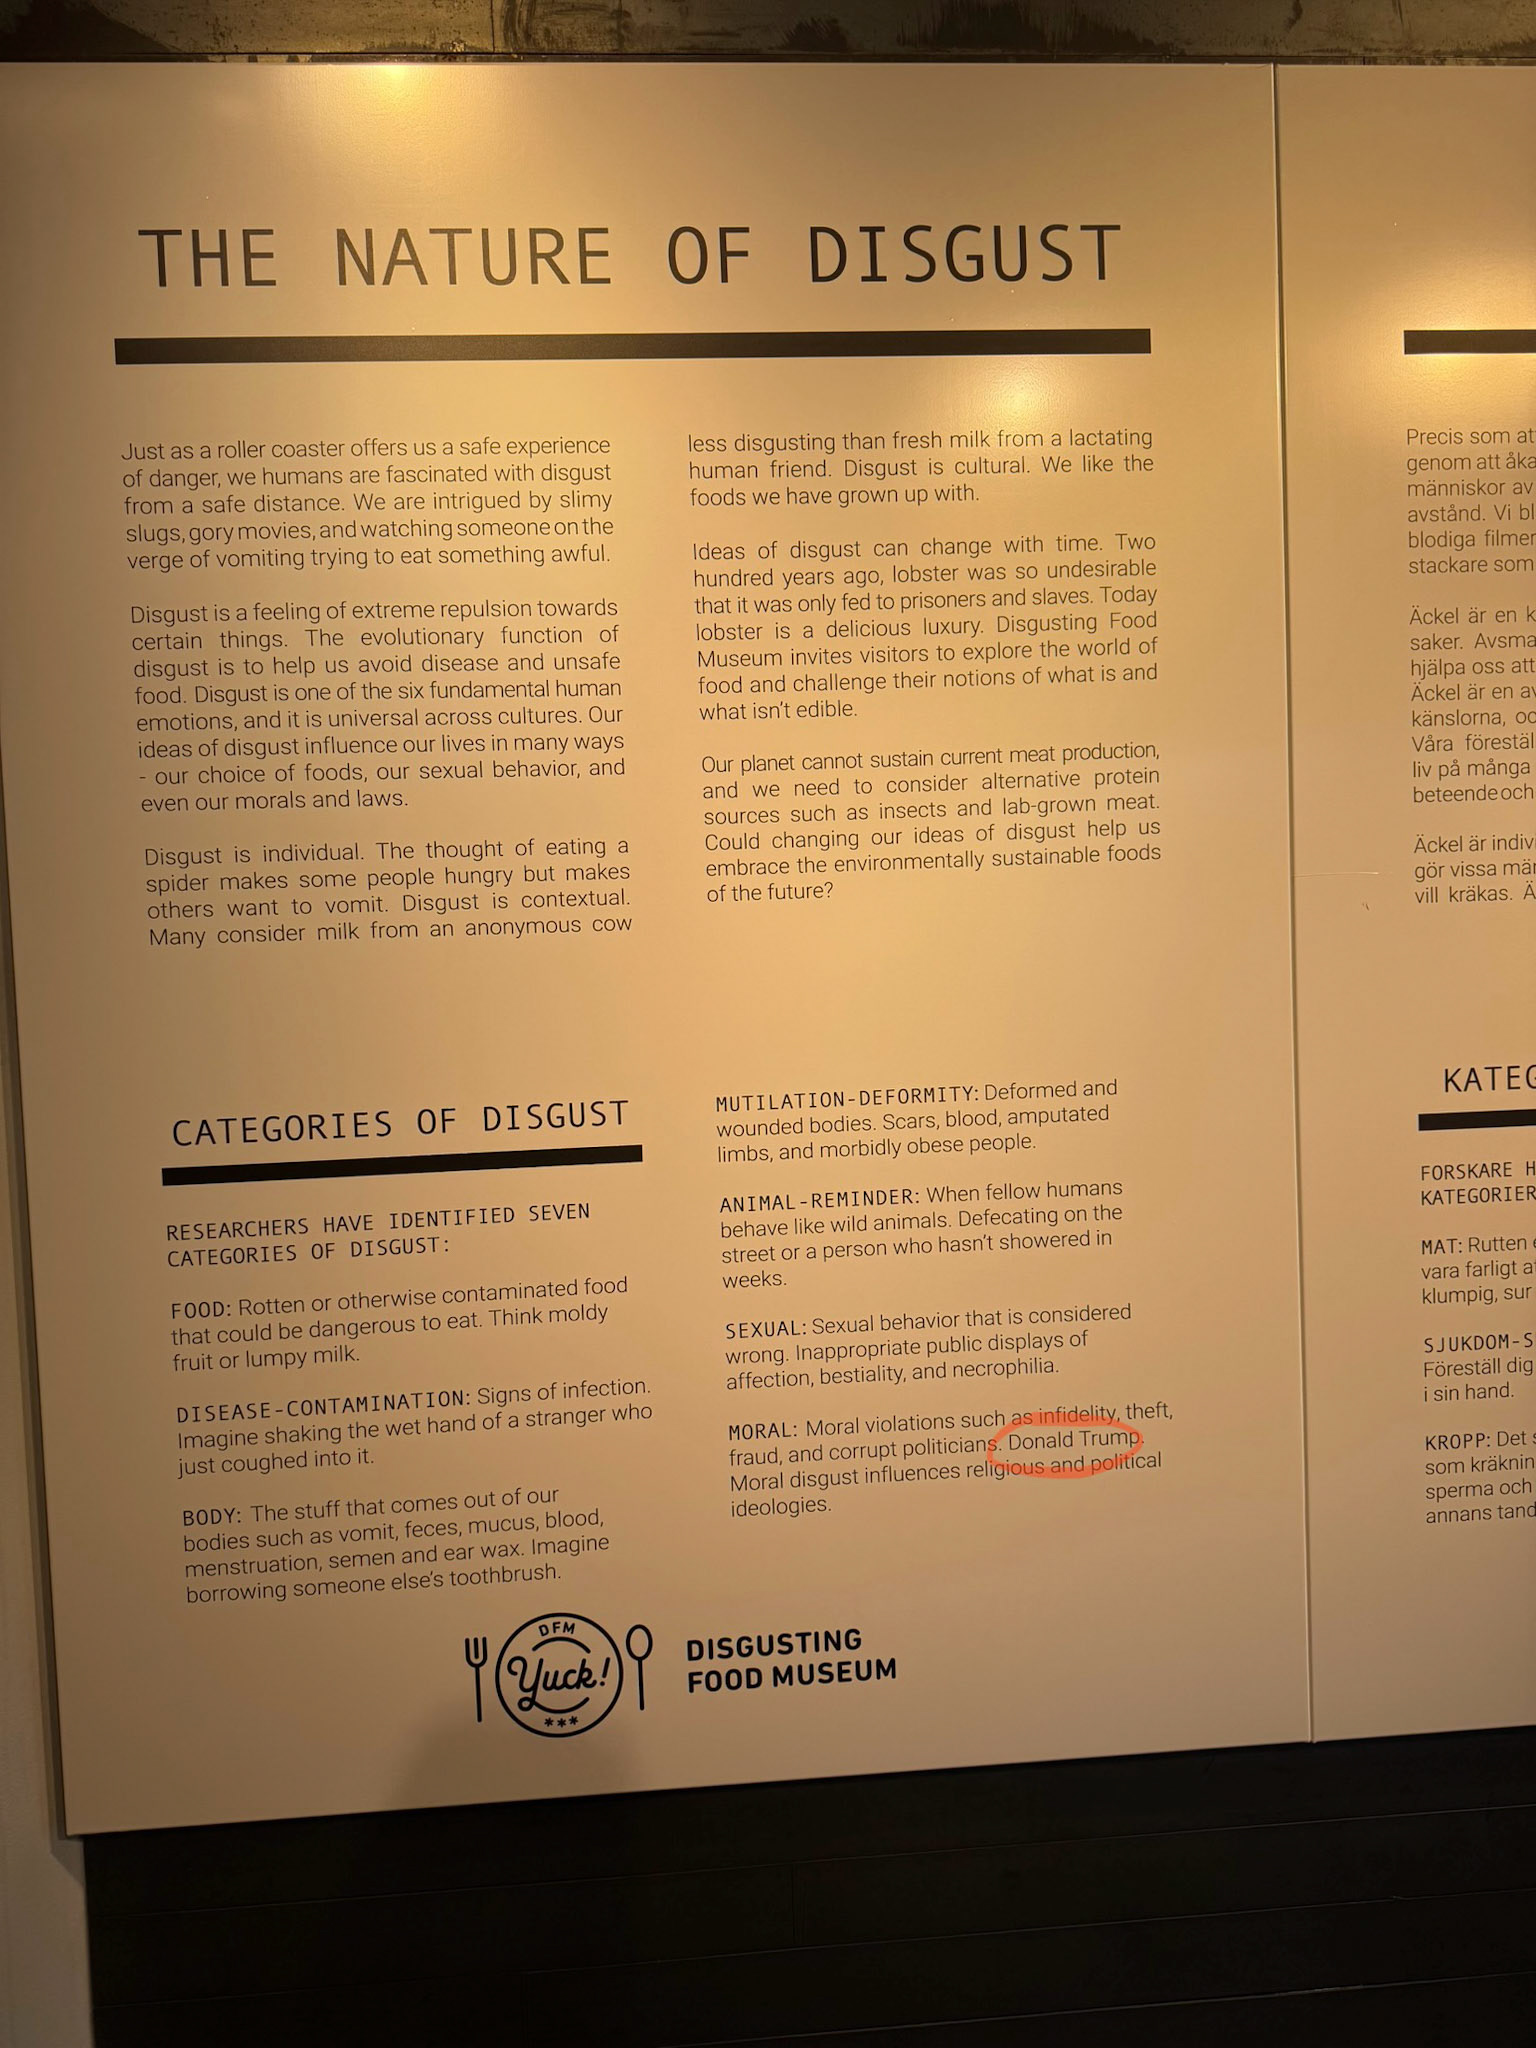 THE NATURE OF DISGUST
Just as a roller coaster offers us a safe experience
of danger, we humans are fascinated with disgust
from a safe distance. We are intrigued by slimy
slugs, gory movies, and watching someone on the
verge of vomiting trying to eat something awful.
Disgust is a feeling of extreme repulsion towards
certain things. The evolutionary function of
disgust is to help us avoid disease and unsafe
food. Disgust is one of the six fundamental human
emotions, and it is universal across cultures. Our
ideas of disgust influence our lives in many ways
- our choice of foods, our sexual behavior, and
even our morals and laws.
Disgust is individual. The thought of eating a
spider makes some people hungry but makes
others want to vomit. Disgust is contextual.
Many consider milk from an anonymous cow
less disgusting than fresh milk from a lactating
human friend. Disgust is cultural. We like the
foods we have grown up with.
Ideas of disgust can change with time. Two
hundred years ago, lobster was so undesirable
that it was only fed to prisoners and slaves. Today
lobster is a delicious luxury. Disgusting Food
Museum invites visitors to explore the world of
food and challenge their notions of what is and
what isn't edible.
Our planet cannot sustain current meat production,
and we need to consider alternative protein
sources such as insects and lab-grown meat.
Could changing our ideas of disgust help us
embrace the environmentally sustainable foods
of the future?
CATEGORIES OF DISGUST
RESEARCHERS HAVE IDENTIFIED SEVEN
CATEGORIES OF DISGUST:
FOOD: Rotten or otherwise contaminated food
that could be dangerous to eat. Think moldy
fruit or lumpy milk.
DISEASE-CONTAMINATION: Signs of infection.
Imagine shaking the wet hand of a stranger who
just coughed into it.
BODY: The stuff that comes out of our
bodies such as vomit, feces, mucus, blood,
menstruation, semen and ear wax. Imagine
borrowing someone else's toothbrush.
MUTILATION-DEFORMITY: Deformed and
wounded bodies. Scars, blood, amputated
limbs, and morbidly obese people.
ANIMAL-REMINDER: When fellow humans
behave like wild animals. Defecating on the
street or a person who hasn't showered in
weeks.
SEXUAL: Sexual behavior that is considered
wrong. Inappropriate public displays of
affection, bestiality, and necrophilia.
MORAL: Moral violations such as infidelity, theft,
fraud, and corrupt politicians. Donald Trump.
Moral disgust influences religious and political
ideologies.
DFM
Yuck!
***
DISGUSTING
FOOD MUSEUM
Precis som
genom att åka
människor av
avstånd. Vi
blodiga filmer
stackare som
Äckel är en
saker.
hjälpa oss att
Äckel är en
känslorna,
Våra
liv på många
beteende och
Äckel är
gör vissa
vill kräkas.
FORSKARE
MAT: Rutten
vara farligt
klumpig, sur
Föreställ dig
i sin hand.
KROPP: Det
som
sperma och
annans